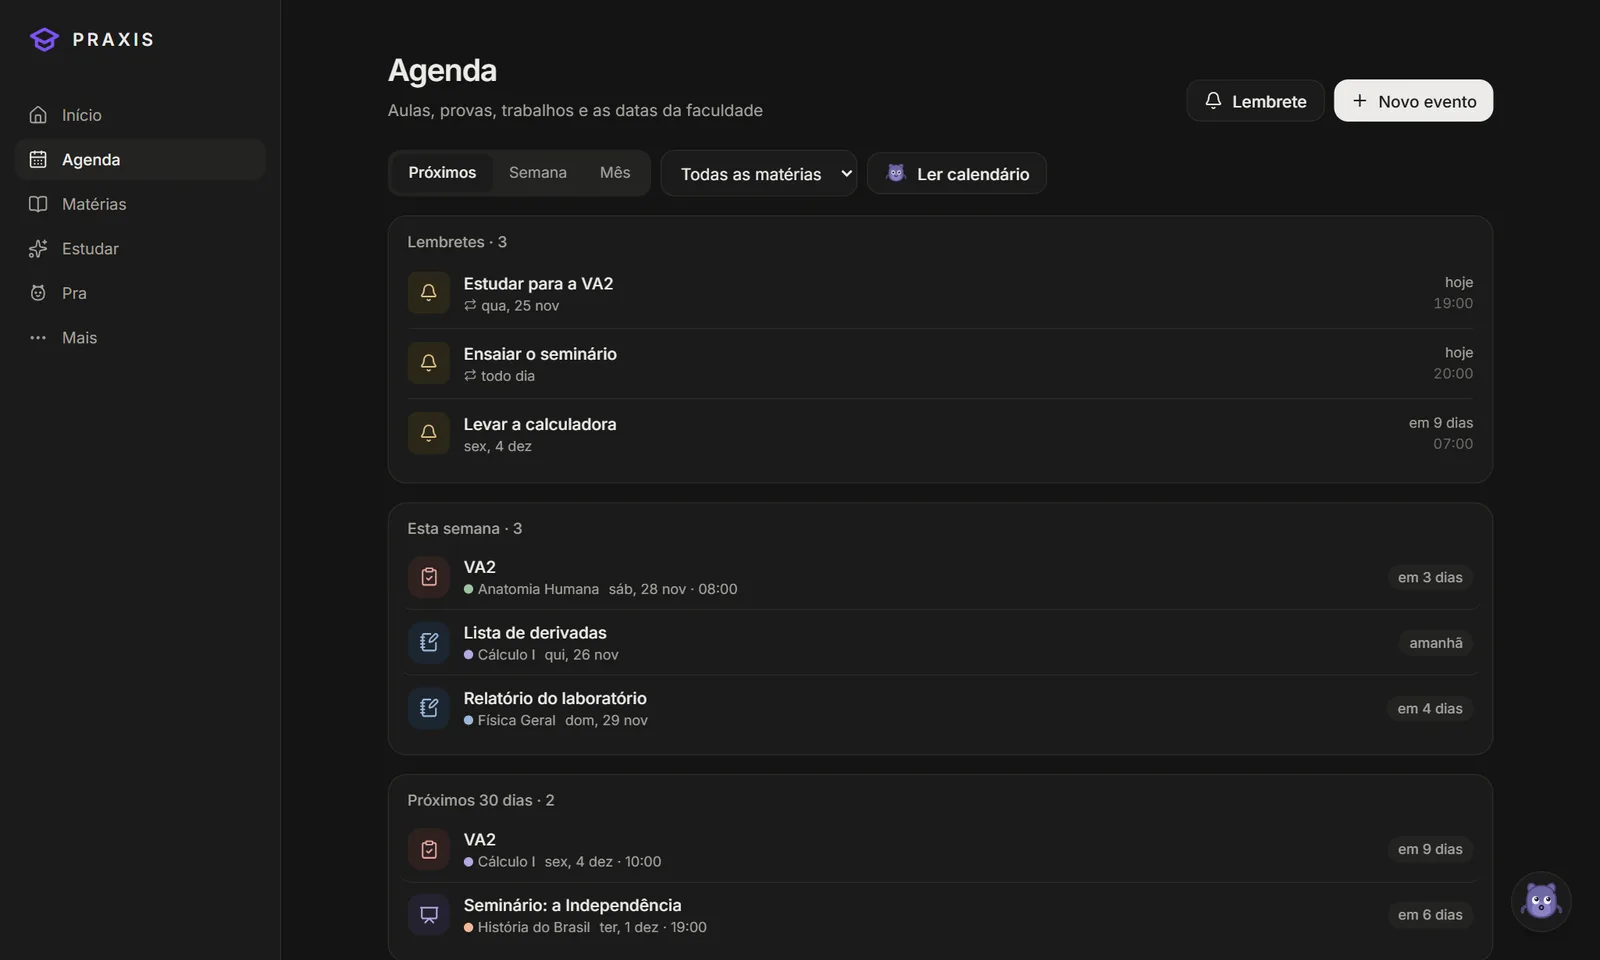 PRAXIS
Início
Agenda
Matérias
Estudar
Pra
Mais
Agenda
Aulas, provas, trabalhos e as datas da faculdade
Lembrete
Novo evento
Próximos
Semana
Mês
Todas as matérias
Ler calendário
Lembretes · 3
Estudar para a VA2
hoje
qua, 25 nov
19:00
Ensaiar o seminário
hoje
todo dia
20:00
Levar a calculadora
em 9 dias
sex, 4 dez
07:00
Esta semana · 3
VA2
Anatomia Humana sáb, 28 nov · 08:00
em 3 dias
Lista de derivadas
Cálculo I qui, 26 nov
amanhã
Relatório do laboratório
Física Geral dom, 29 nov
em 4 dias
Próximos 30 dias · 2
VA2
Cálculo I sex, 4 dez · 10:00
em 9 dias
Seminário: a Independência
História do Brasil ter, 1 dez · 19:00
em 6 dias